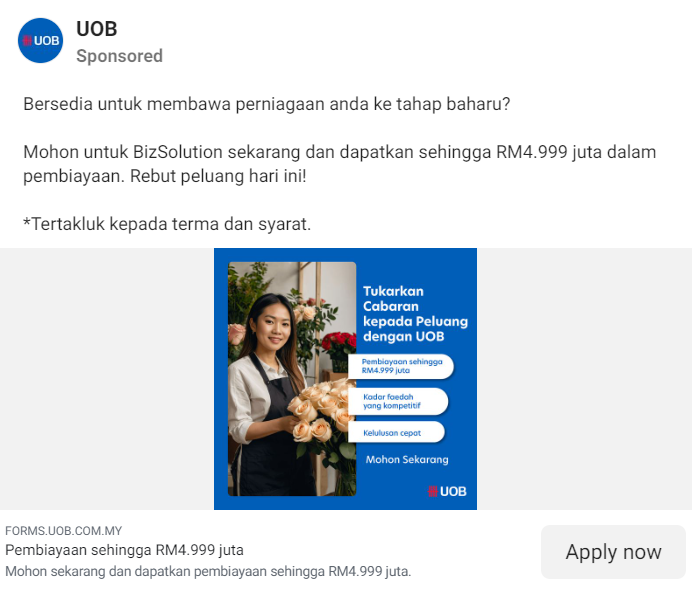 UOB
UOB
Sponsored
Bersedia untuk membawa perniagaan anda ke tahap baharu?
Mohon untuk BizSolution sekarang dan dapatkan sehingga RM4.999 juta dalam
pembiayaan. Rebut peluang hari ini!
*Tertakluk kepada terma dan syarat.
Tukarkan
Cabaran
kepada Peluang
dengan UOB
Pembiayaan sehingga
RM4.999 juta
Kadar faedah
yang kompetitif
Kelulusan cepat
Mohon Sekarang
UOB
FORMS.UOB.COM.MY
Pembiayaan sehingga RM4.999 juta
Mohon sekarang dan dapatkan pembiayaan sehingga RM4.999 juta.
Apply now